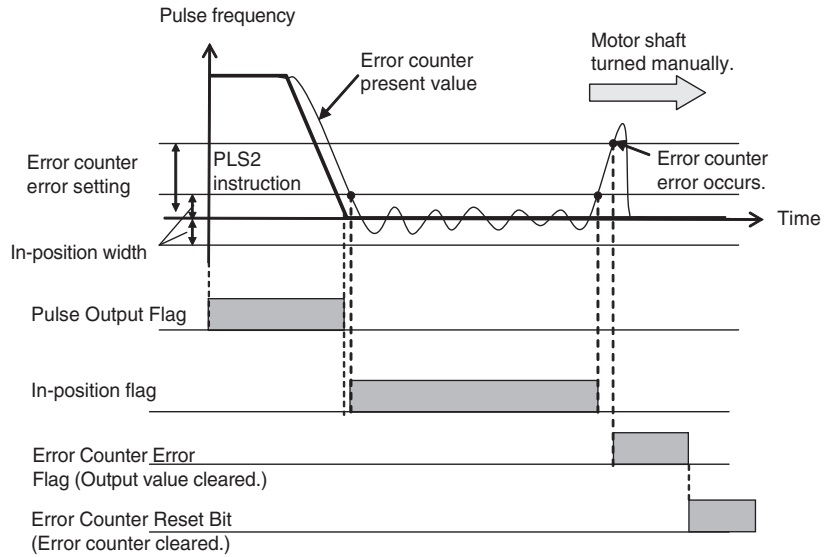 Pulse frequency
Error counter
present value
Motor shaft
turned manually.
Error counter
error setting
PLS2
instruction
Error counter
error occurs.
Time
In-position width
Pulse Output Flag
In-position flag
Error Counter Error
Flag (Output value cleared.)
Error Counter Reset Bit
(Error counter cleared.)